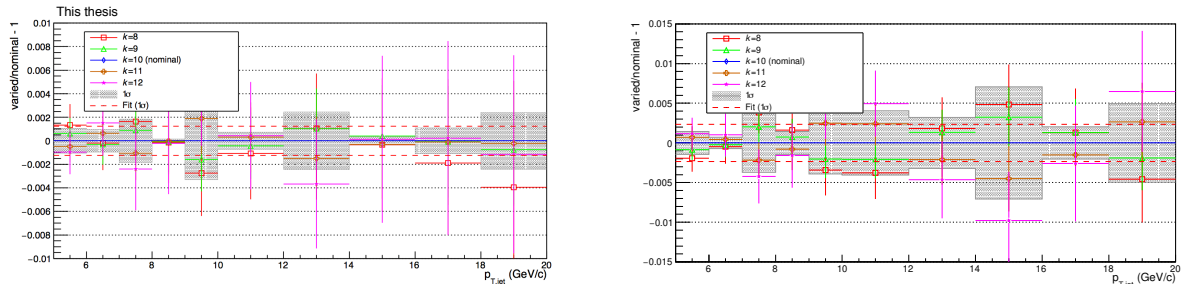 This thesis
varied/nominal - 1
0.01
0.008
0.006
0.004
0.002
0
−0.002
−0.004
−0.006
−0.008
−0.01
k=8
k=9
k=10 (nominal)
k=11
k=12
1σ
Fit (1σ)
6 8 10 12 14 16 18 20
p_T,jet (GeV/c)
varied/nominal - 1
0.015
0.01
0.005
0
−0.005
−0.01
−0.015
k=8
k=9
k=10 (nominal)
k=11
k=12
1σ
Fit (1σ)
6 8 10 12 14 16 18 20
p_T,jet (GeV/c)